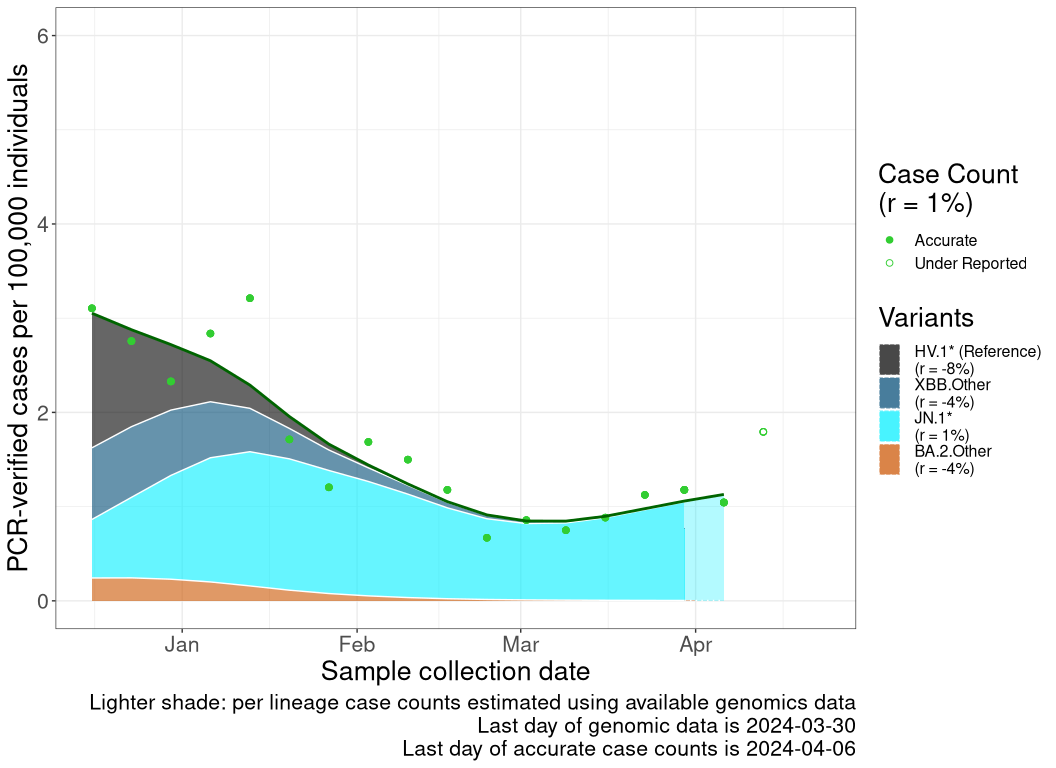 PCR-verified cases per 100,000 individuals
6
4
2
0
Jan
Feb
Mar
Apr
Sample collection date
Lighter shade: per lineage case counts estimated using available genomics data
Last day of genomic data is 2024-03-30
Last day of accurate case counts is 2024-04-06
Case Count
(r = 1%)
Accurate
Under Reported
Variants
HV.1* (Reference)
(r = -8%)
XBB.Other
(r = -4%)
JN.1*
(r = 1%)
BA.2.Other
(r = -4%)